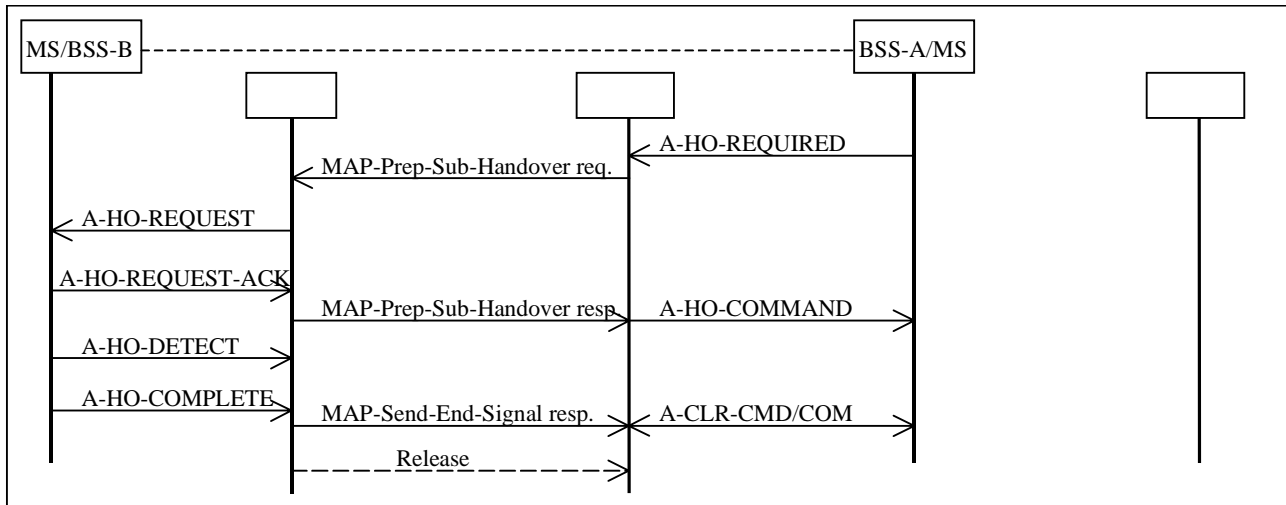 MS/BSS-B
BSS-A/MS
A-HO-REQUIRED
MAP-Prep-Sub-Handover req.
A-HO-REQUEST
A-HO-REQUEST-ACK
MAP-Prep-Sub-Handover resp.
A-HO-COMMAND
A-HO-DETECT
A-HO-COMPLETE
MAP-Send-End-Signal resp.
A-CLR-CMD/COM
Release